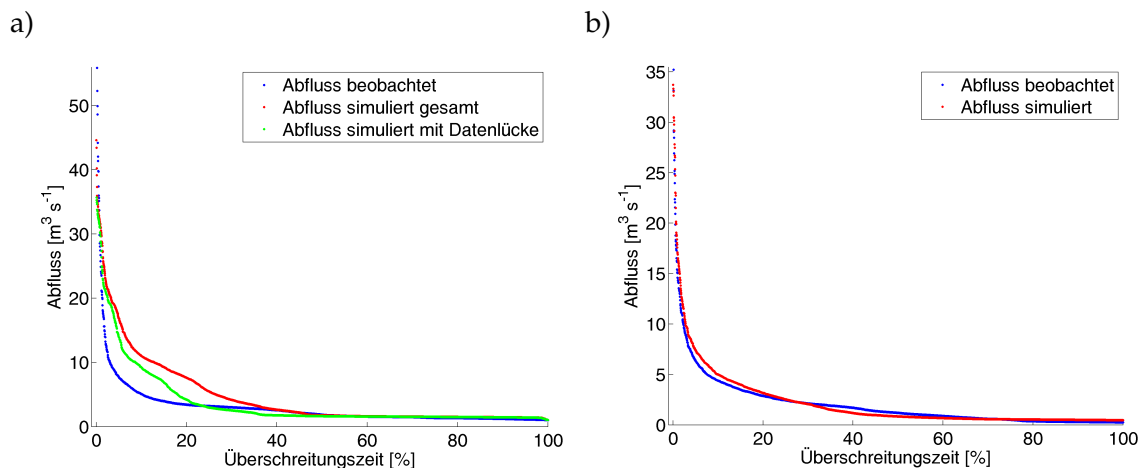 a)
Abfluss [m³ s⁻¹]
50
40
30
20
10
0
Abfluss beobachtet
Abfluss simuliert gesamt
Abfluss simuliert mit Datenlücke
0 20 40 60 80 100
Überschreitungszeit [%]
b)
Abfluss [m³ s⁻¹]
35
30
25
20
15
10
5
0
Abfluss beobachtet
Abfluss simuliert
0 20 40 60 80 100
Überschreitungszeit [%]